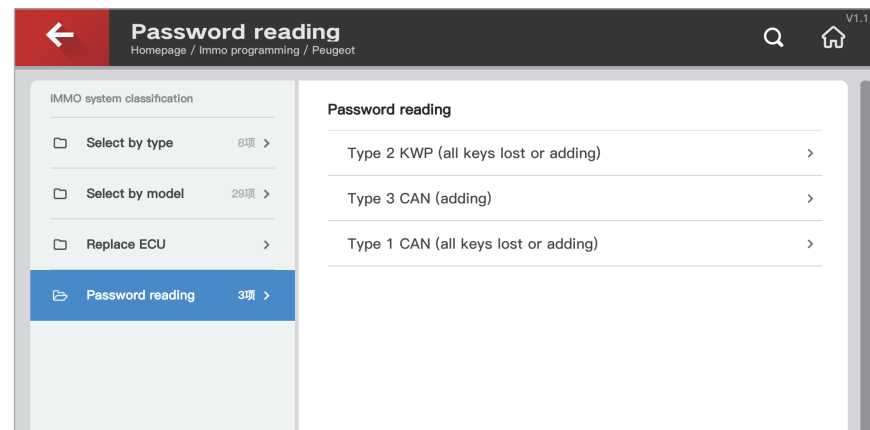 Password reading
Homepage / Immo programming / Peugeot
V1.1
IMMO system classification
Select by type 8项
Select by model 29项
Replace ECU
Password reading 3项
Password reading
Type 2 KWP (all keys lost or adding)
Type 3 CAN (adding)
Type 1 CAN (all keys lost or adding)